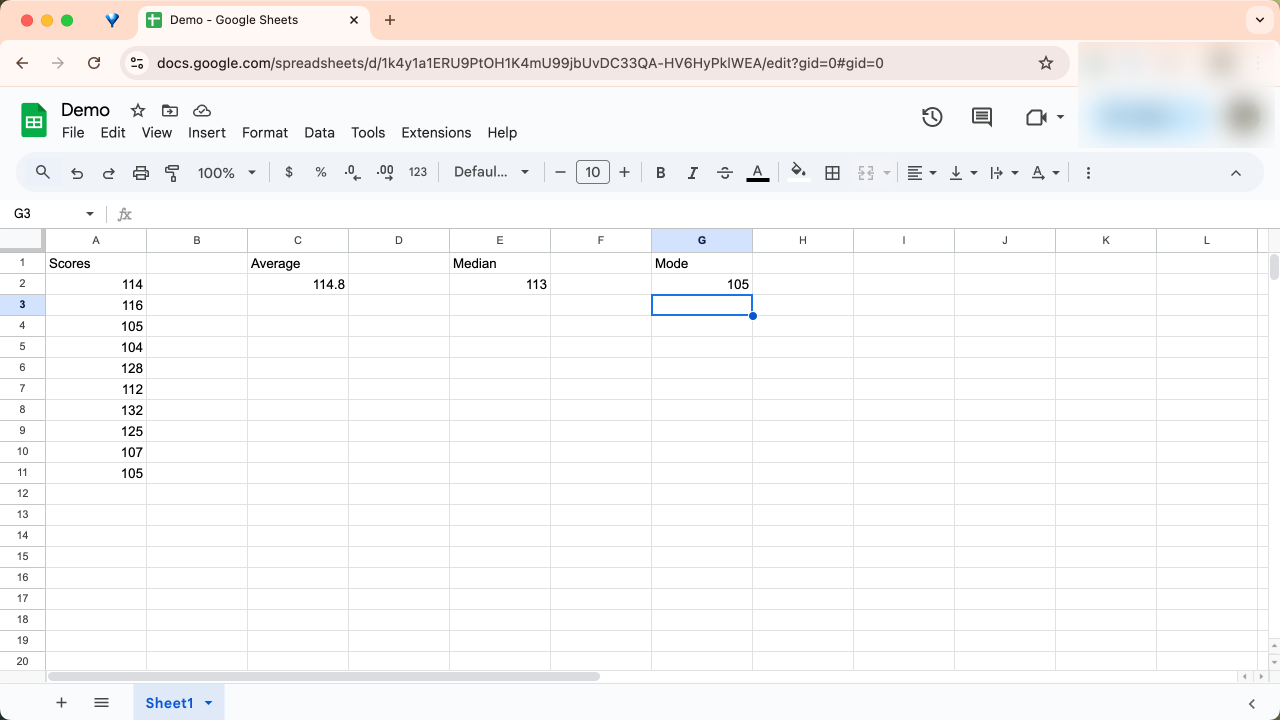 Demo - Google Sheets
docs.google.com/spreadsheets/d/1k4y1a1ERU9PtOH1K4mU99jbUvDC33QA-HV6HyPklWEA/edit?gid=0#gid=0
Demo
File Edit View Insert Format Data Tools Extensions Help
100% $ % .0 .00 123 Defaul... 10 B I A A
G3 fx
A B C D E F G H I J K L
1 Scores Average Median Mode
2 114 114.8 113 105
3 116
4 105
5 104
6 128
7 112
8 132
9 125
10 107
11 105
12
13
14
15
16
17
18
19
20
Sheet1